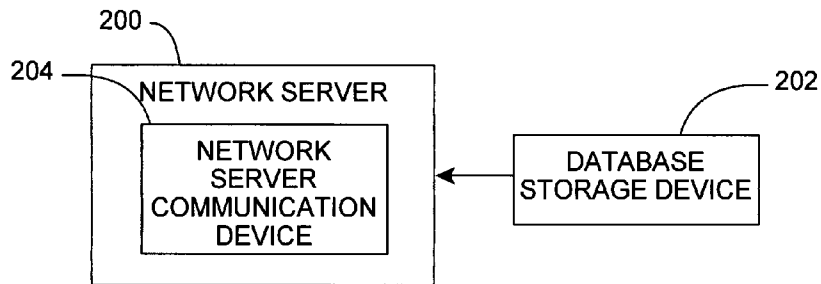 200
204
NETWORK SERVER
202
NETWORK
SERVER
COMMUNICATION
DEVICE
DATABASE
STORAGE DEVICE